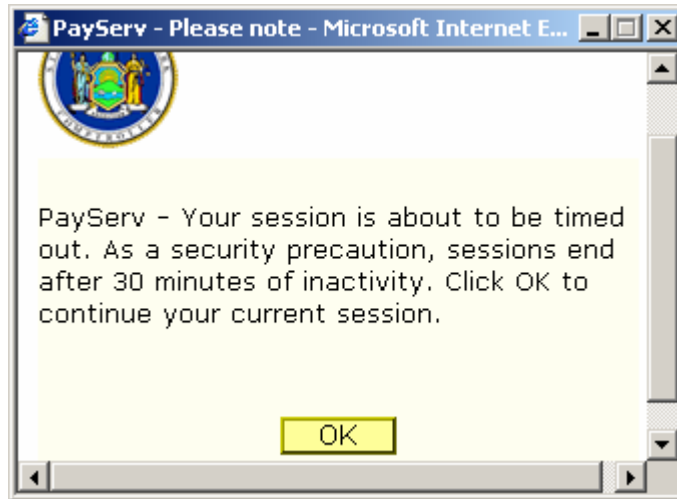 PayServ - Please note - Microsoft Internet E...
COMPTROLLER
PayServ – Your session is about to be timed
out. As a security precaution, sessions end
after 30 minutes of inactivity. Click OK to
continue your current session.
OK